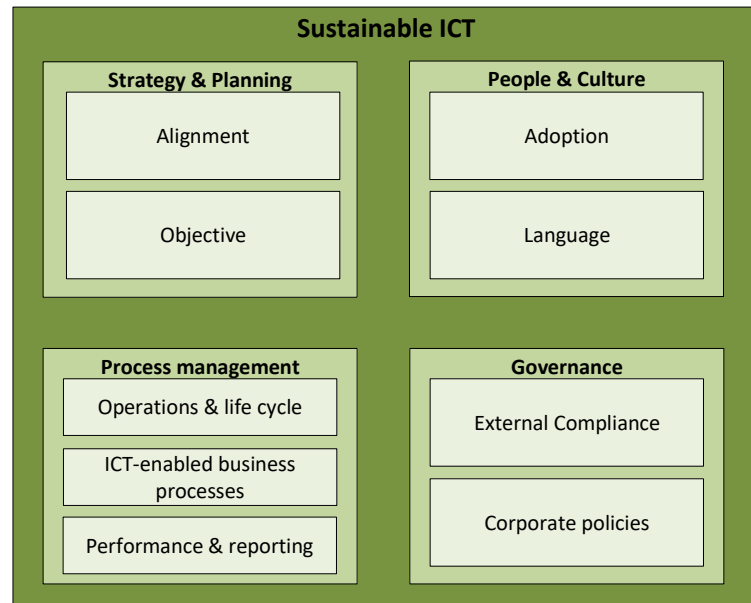 Sustainable ICT
Strategy & Planning
Alignment
Objective
People & Culture
Adoption
Language
Process management
Operations & life cycle
ICT-enabled business
processes
Performance & reporting
Governance
External Compliance
Corporate policies